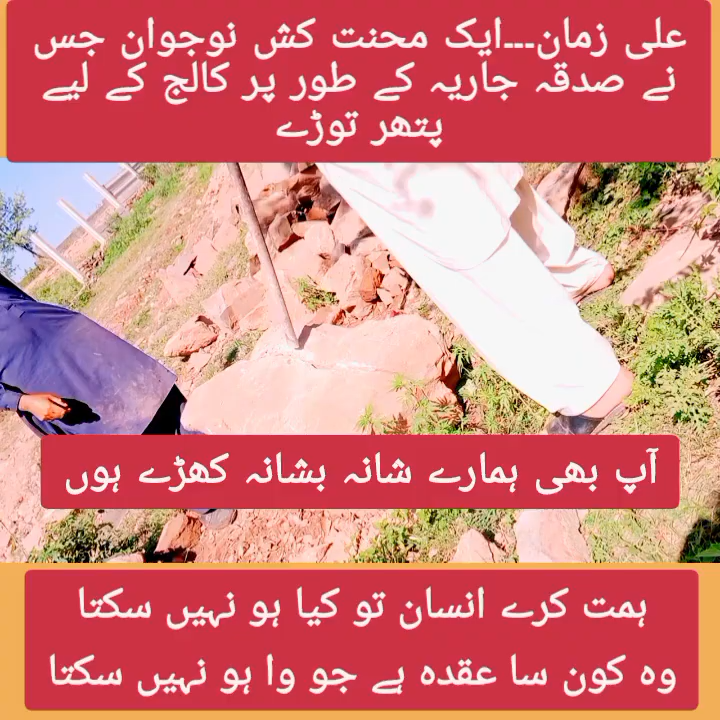 علی زمان۔۔۔ایک محنت کش نوجوان جس
نے صدقہ جاریہ کے طور پر کالج کے لیے
پتھر توڑے
آپ بھی ہمارے شانہ بشانہ کھڑے ہوں
ہمت کرے انسان تو کیا ہو نہیں سکتا
وہ کون سا عقدہ ہے جو وا ہو نہیں سکتا